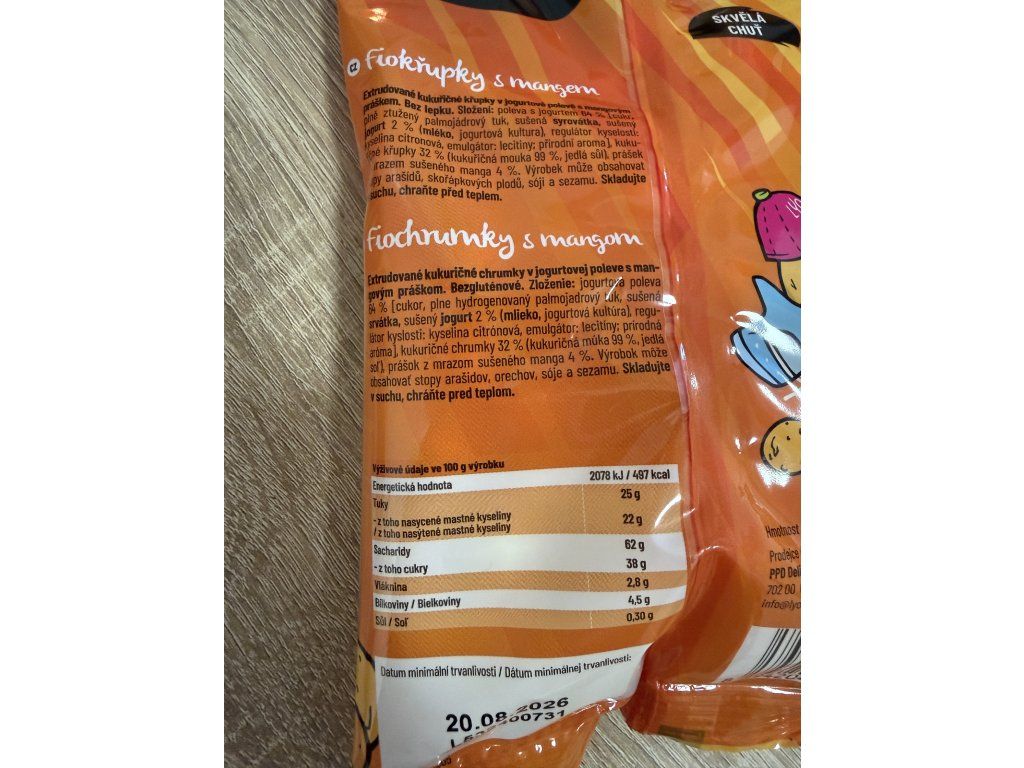 SKVĚLÁ
CHUŤ
CZ
Fiokřupky s mangem
Extrudované kukuřičné křupky v jogurtové polevě s mangovým
práškem. Bez lepku. Složení: poleva s jogurtem 64 % [cukr,
plně ztužený palmojádrový tuk, sušená syrovátka, sušený
jogurt 2 % (mléko, jogurtová kultura), regulátor kyselosti:
kyselina citronová, emulgátor: lecitiny; přírodní aroma], kuku-
křupky 32 % (kukuřičná mouka 99 %, jedlá sůl), prášek
mrazem sušeného manga 4 %. Výrobek může obsahovat
arašídů, skořápkových plodů, sóji a sezamu. Skladujte
suchu, chraňte před teplem.
Fiochrumky s mangom
Extrudované kukuričné chrumky v jogurtovej poleve s man-
govým práškom. Bezgluténové. Zloženie: jogurtová poleva
64 % [cukor, plne hydrogenovaný palmojadrový tuk, sušená
srvátka, sušený jogurt 2 % (mlieko, jogurtová kultúra), regu-
látor kyslosti: kyselina citrónová, emulgátor: lecitíny; prírodná
aróma], kukuričné chrumky 32 % (kukuričná múka 99 %, jedlá
soľ), prášok z mrazom sušeného manga 4 %. Výrobok môže
obsahovať stopy arašidov, orechov, sóje a sezamu. Skladujte
v suchu, chráňte pred teplom.
Výživové údaje ve 100 g výrobku
Energetická hodnota 2078 kJ / 497 kcal
Tuky 25 g
- z toho nasycené mastné kyseliny
/ z toho nasýtené mastné kyseliny 22 g
Sacharidy 62 g
- z toho cukry 38 g
Vláknina 2,8 g
Bílkoviny / Bielkoviny 4,5 g
Sůl / Soľ 0,30 g
Datum minimální trvanlivosti / Dátum minimálnej trvanlivosti:
20.08.2026
Hmotnost
Prodejce
PPD
702 00